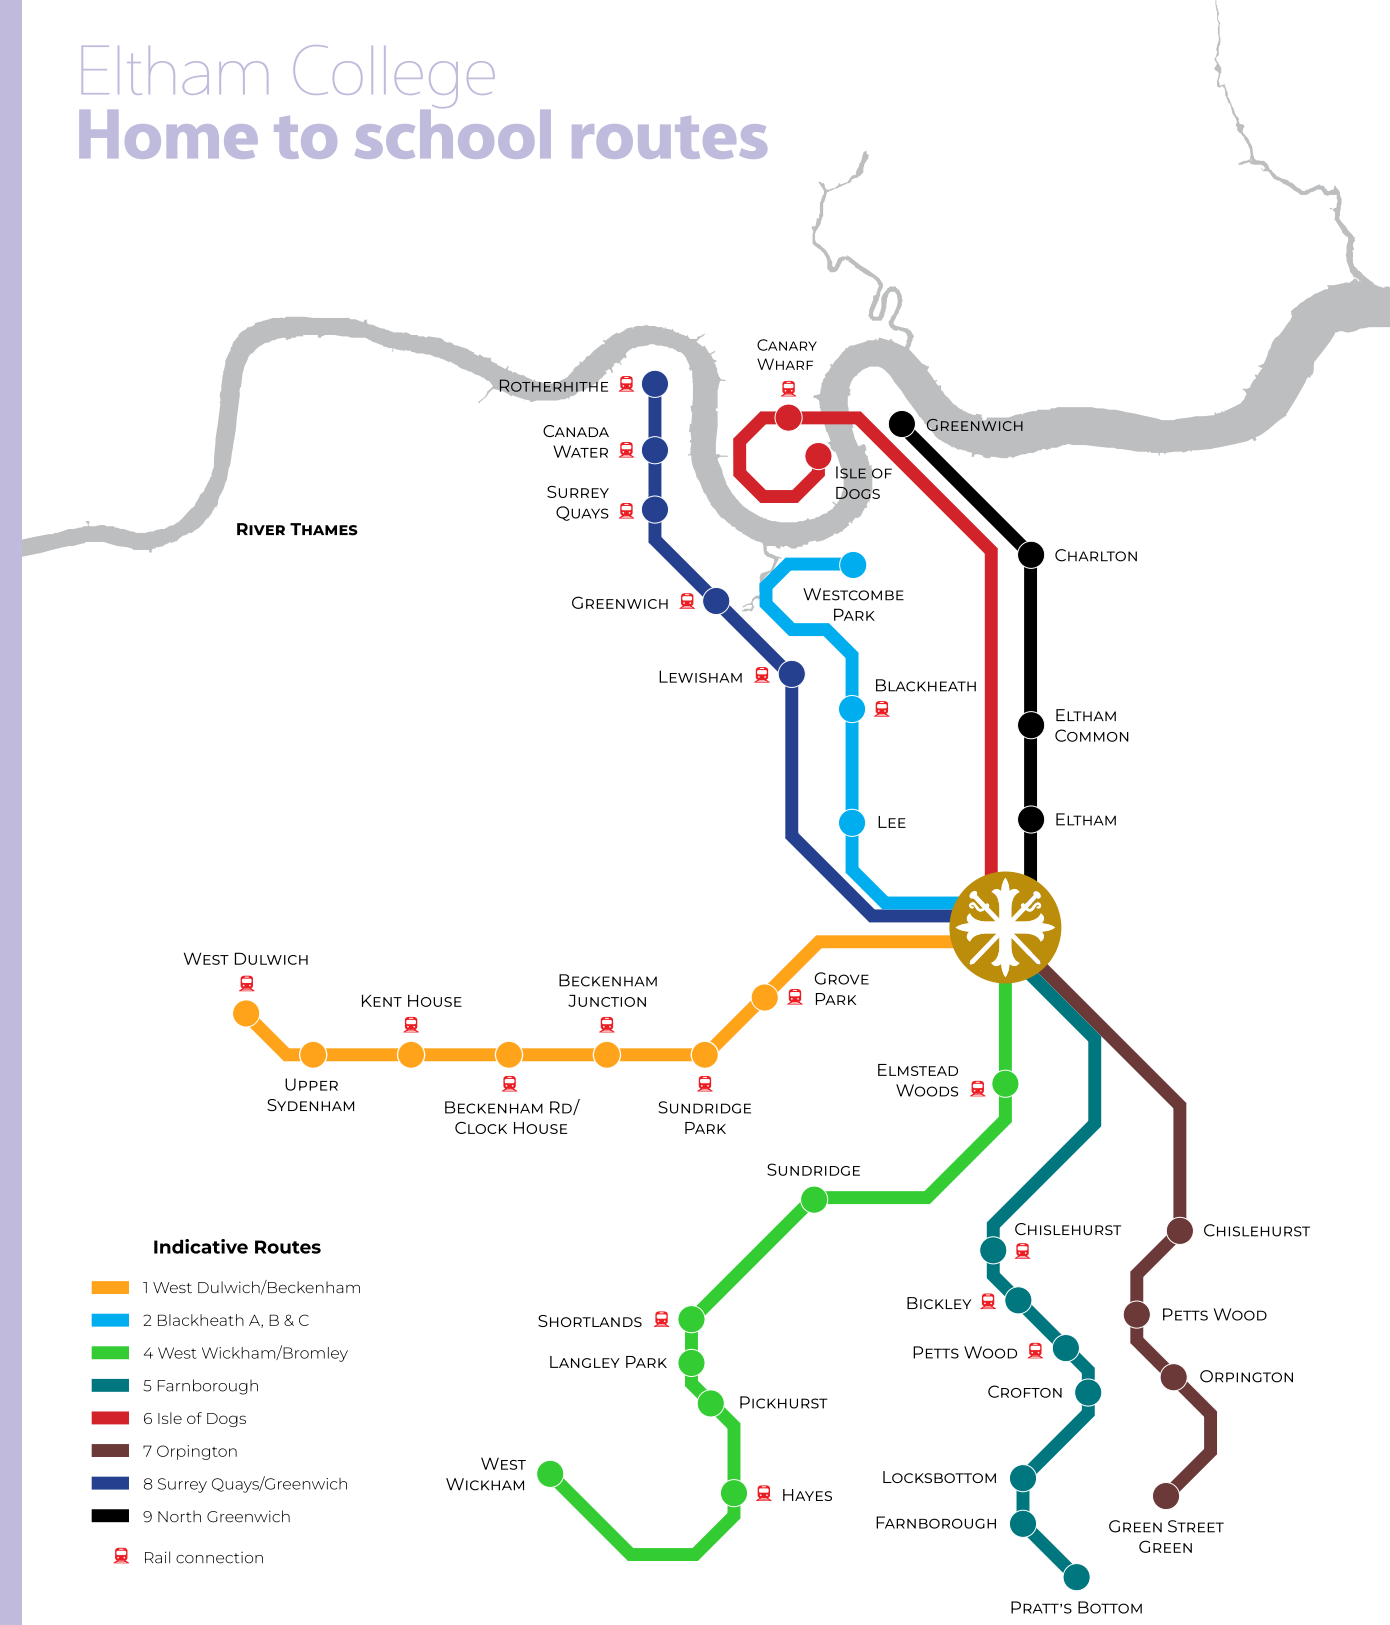 Eltham College
Home to school routes
Canary
Wharf
Rotherhithe
Canada
Water
Surrey
Quays
Isle of
Dogs
Greenwich
River Thames
Charlton
Westcombe
Park
Greenwich
Lewisham
Blackheath
Eltham
Common
Lee
Eltham
West Dulwich
Kent House
Beckenham
Junction
Grove
Park
Upper
Sydenham
Beckenham Rd/
Clock House
Sundridge
Park
Elmstead
Woods
Sundridge
Chislehurst
Chislehurst
Bickley
Petts Wood
Shortlands
Langley Park
Petts Wood
Orpington
Crofton
Pickhurst
West
Wickham
Hayes
Locksbottom
Farnborough
Green Street
Green
Pratt's Bottom
Indicative Routes
1 West Dulwich/Beckenham
2 Blackheath A, B & C
4 West Wickham/Bromley
5 Farnborough
6 Isle of Dogs
7 Orpington
8 Surrey Quays/Greenwich
9 North Greenwich
Rail connection